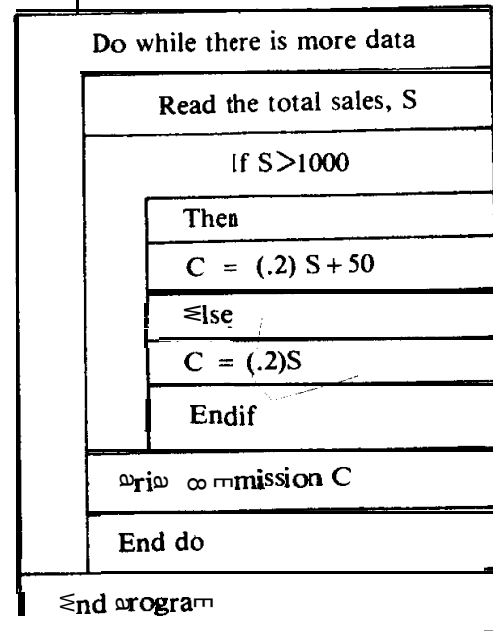 Do while there is more data
Read the total sales, S
If S>1000
Then
C = (.2) S + 50
C = (.2)S
Endif
C
End do